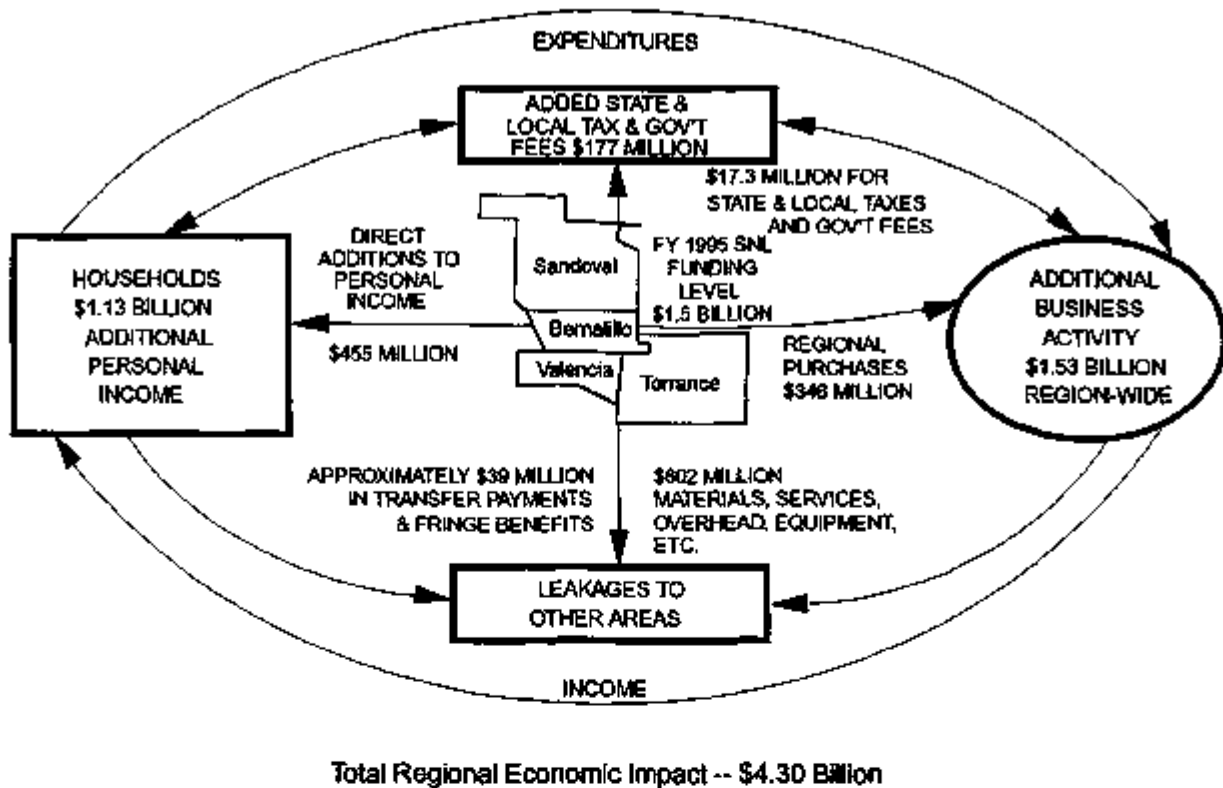 EXPENDITURES
ADDED STATE &
LOCAL TAX & GOV'T
FEES $177 MILLION
$17.3 MILLION FOR
STATE & LOCAL TAXES
AND GOV'T FEES
DIRECT
ADDITIONS TO
PERSONAL
INCOME
$455 MILLION
Sandoval
Bernalillo
Valencia
Torrance
FY 1995 SNL
FUNDING
LEVEL
$1.5 BILLION
HOUSEHOLDS
$1.13 BILLION
ADDITIONAL
PERSONAL
INCOME
REGIONAL
PURCHASES
$346 MILLION
ADDITIONAL
BUSINESS
ACTIVITY
$1.53 BILLION
REGION-WIDE
APPROXIMATELY $39 MILLION
IN TRANSFER PAYMENTS
& FRINGE BENEFITS
$602 MILLION
MATERIALS, SERVICES,
OVERHEAD, EQUIPMENT,
ETC.
LEAKAGES TO
OTHER AREAS
INCOME
Total Regional Economic Impact -- $4.30 Billion